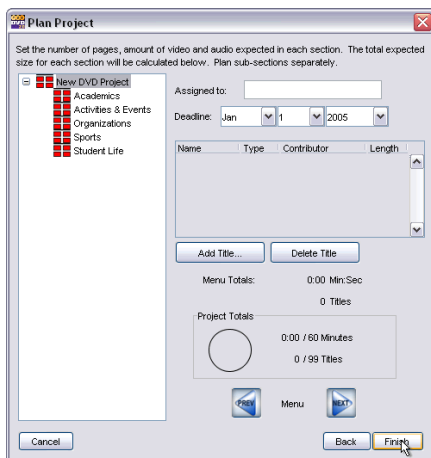 Plan Project
Set the number of pages, amount of video and audio expected in each section. The total expected
size for each section will be calculated below. Plan sub-sections separately.
New DVD Project
Academics
Activities & Events
Organizations
Sports
Student Life
Assigned to:
Deadline: Jan 1 2005
Name Type Contributor Length
Add Title... Delete Title
Menu Totals: 0:00 Min:Sec
0 Titles
Project Totals
0:00 / 60 Minutes
0 / 99 Titles
PREV Menu NEXT
Cancel Back Finish